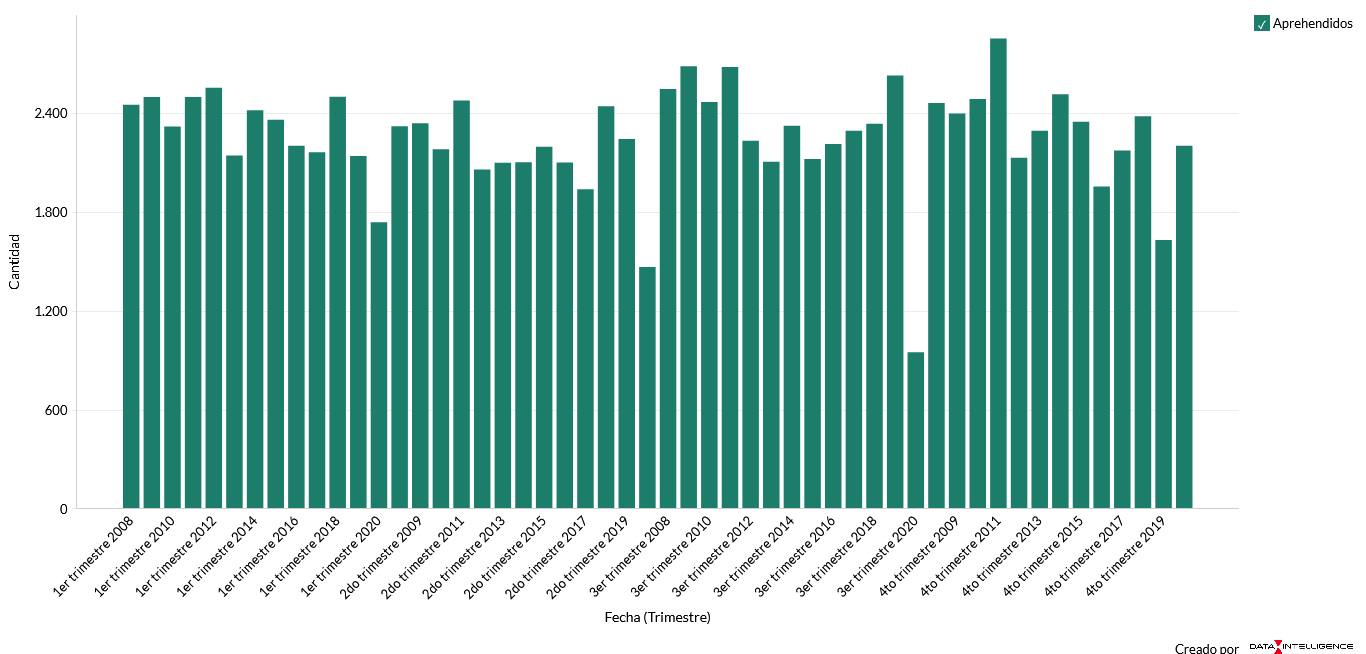 ✓ Aprehendidos
2.400
1.800
1.200
600
0
Cantidad
1er trimestre 2008
1er trimestre 2010
1er trimestre 2012
1er trimestre 2014
1er trimestre 2016
1er trimestre 2018
1er trimestre 2020
2do trimestre 2009
2do trimestre 2011
2do trimestre 2013
2do trimestre 2015
2do trimestre 2017
2do trimestre 2019
3er trimestre 2008
3er trimestre 2010
3er trimestre 2012
3er trimestre 2014
3er trimestre 2016
3er trimestre 2018
3er trimestre 2020
4to trimestre 2009
4to trimestre 2011
4to trimestre 2013
4to trimestre 2015
4to trimestre 2017
4to trimestre 2019
Fecha (Trimestre)
Creado por DATA INTELLIGENCE